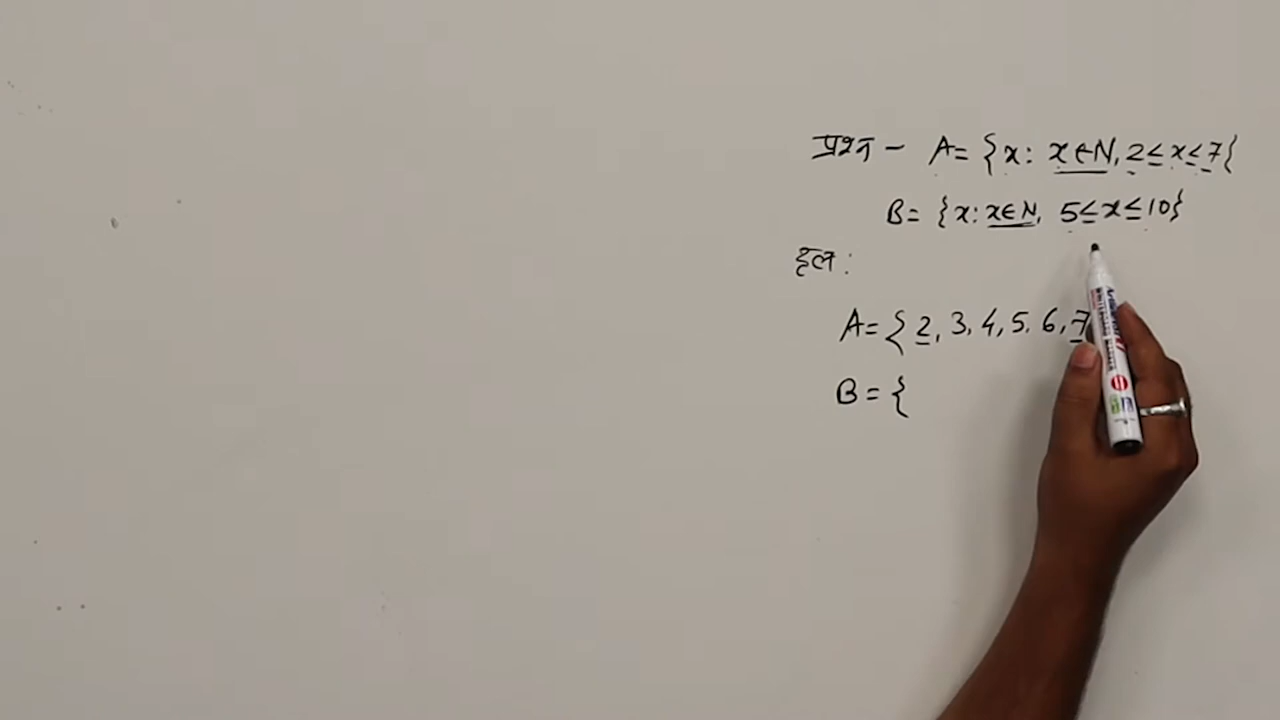 प्रश्न - A= {x: x∈N, 2≤x≤7{
B= {x: x∈N, 5≤x≤10}
हल:
A= { 2, 3, 4, 5, 6, 7
B = {